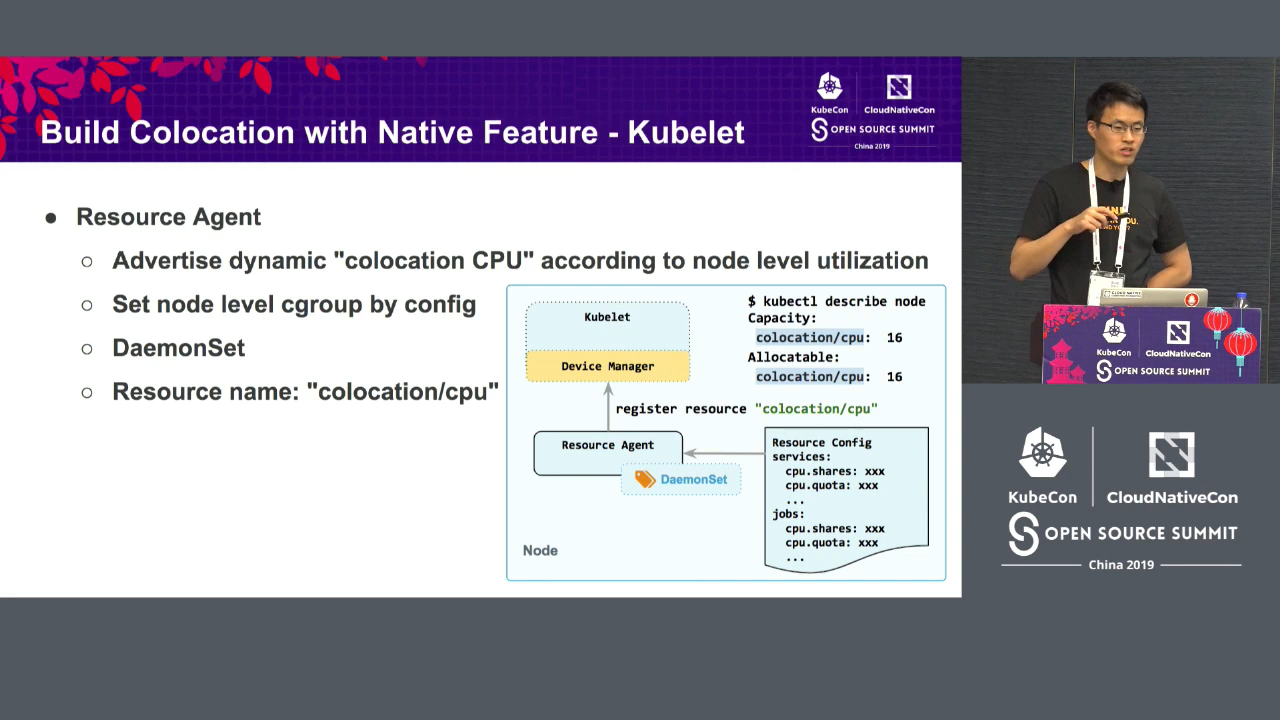 Build Colocation with Native Feature - Kubelet
KubeCon
CloudNativeCon
OPEN SOURCE SUMMIT
China 2019
● Resource Agent
○ Advertise dynamic "colocation CPU" according to node level utilization
○ Set node level cgroup by config
○ DaemonSet
○ Resource name: "colocation/cpu"
Kubelet
Device Manager
$ kubectl describe node
Capacity:
colocation/cpu: 16
Allocatable:
colocation/cpu: 16
register resource "colocation/cpu"
Resource Agent
DaemonSet
Resource Config
services:
cpu.shares: xxx
cpu.quota: xxx
...
jobs:
cpu.shares: xxx
cpu.quota: xxx
...
Node
KubeCon
CloudNativeCon
OPEN SOURCE SUMMIT
KubeCon
CloudNativeCon
OPEN SOURCE SUMMIT
China 2019